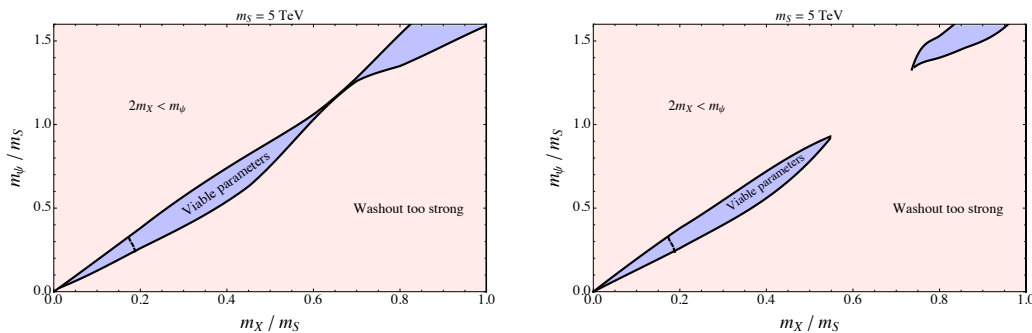 m_S = 5 TeV
1.5
1.0
0.5
0.0
m_ψ / m_S
2m_X < m_ψ
Viable parameters
Washout too strong
0.0 0.2 0.4 0.6 0.8 1.0
m_X / m_S
m_S = 5 TeV
1.5
1.0
0.5
0.0
m_ψ / m_S
2m_X < m_ψ
Viable parameters
Washout too strong
0.0 0.2 0.4 0.6 0.8 1.0
m_X / m_S